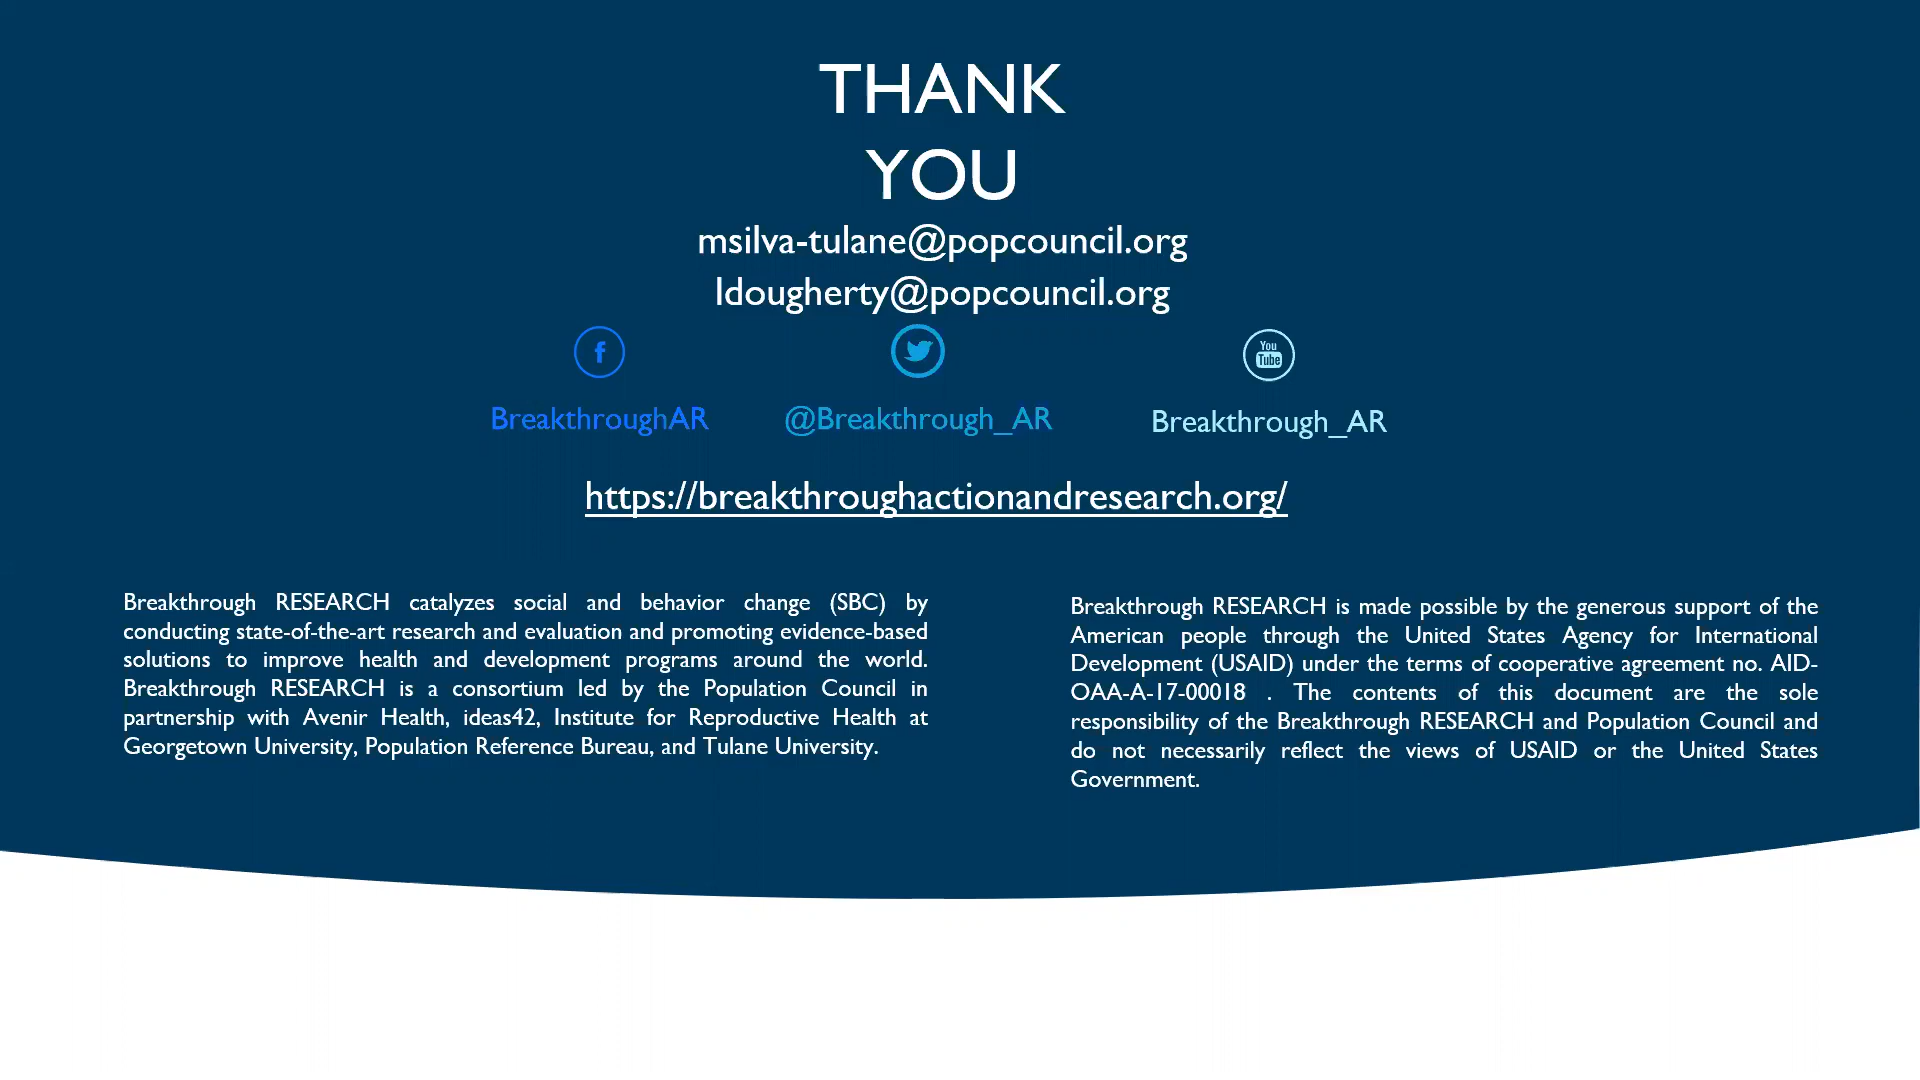 THANK
YOU
msilva-tulane@popcouncil.org
ldougherty@popcouncil.org
f
You
Tube
BreakthroughAR
@Breakthrough_AR
Breakthrough_AR
https://breakthroughactionandresearch.org/
Breakthrough RESEARCH catalyzes social and behavior change (SBC) by
conducting state-of-the-art research and evaluation and promoting evidence-based
solutions to improve health and development programs around the world.
Breakthrough RESEARCH is a consortium led by the Population Council in
partnership with Avenir Health, ideas42, Institute for Reproductive Health at
Georgetown University, Population Reference Bureau, and Tulane University.
Breakthrough RESEARCH is made possible by the generous support of the
American people through the United States Agency for International
Development (USAID) under the terms of cooperative agreement no. AID-
OAA-A-17-00018 . The contents of this document are the sole
responsibility of the Breakthrough RESEARCH and Population Council and
do not necessarily reflect the views of USAID or the United States
Government.